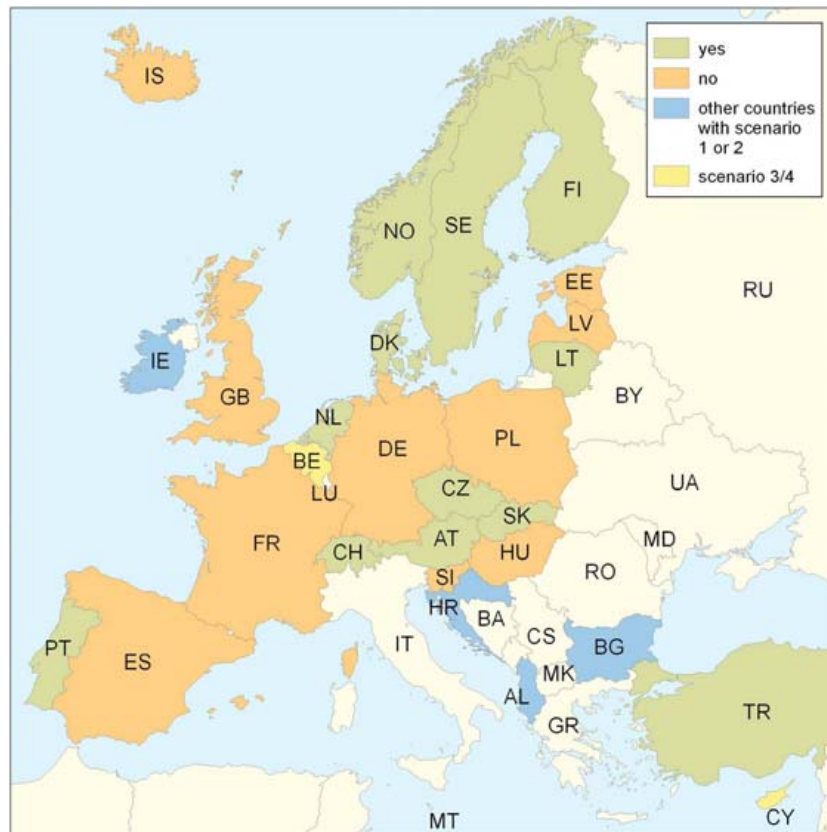 yes
no
other countries
with scenario
1 or 2
scenario 3/4
IS
FI
NO
SE
RU
EE
LV
DK
LT
IE
BY
GB
NL
PL
DE
BE
CZ
UA
LU
SK
MD
FR
AT
CH
HU
RO
SI
HR
BA
CS
BG
PT
IT
ES
MK
AL
TR
GR
MT
CY